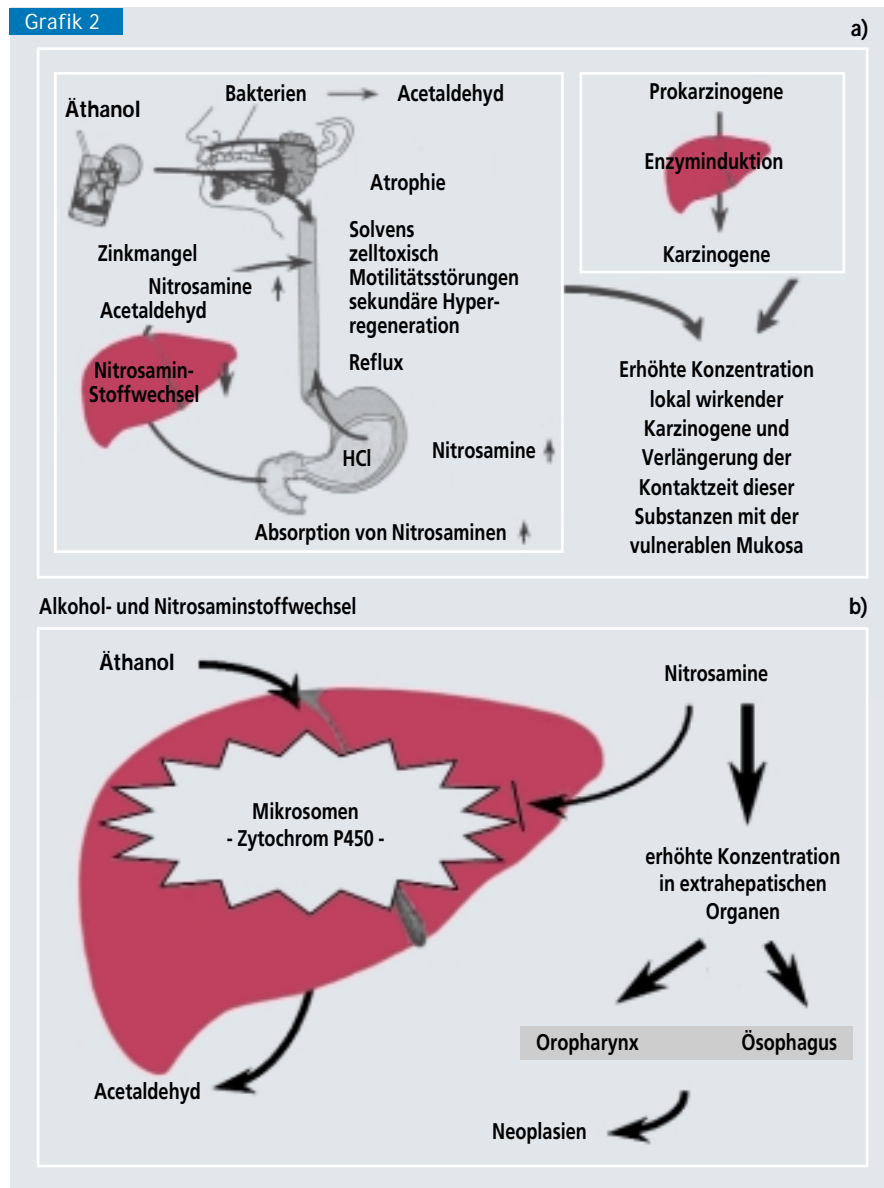 Grafik 2
a)
Äthanol
Bakterien
Acetaldehyd
Atrophie
Solvens
zelltoxisch
Motilitätsstörungen
sekundäre Hyper-
regeneration
Reflux
Zinkmangel
Nitrosamine
Acetaldehyd
Nitrosamin-
Stoffwechsel
HCl
Nitrosamine
Absorption von Nitrosaminen
Prokarzinogene
Enzyminduktion
Karzinogene
Erhöhte Konzentration
lokal wirkender
Karzinogene und
Verlängerung der
Kontaktzeit dieser
Substanzen mit der
vulnerablen Mukosa
Alkohol- und Nitrosaminstoffwechsel
b)
Äthanol
Mikrosomen
- Zytochrom P450 -
Acetaldehyd
Nitrosamine
erhöhte Konzentration
in extrahepatischen
Organen
Oropharynx
Ösophagus
Neoplasien